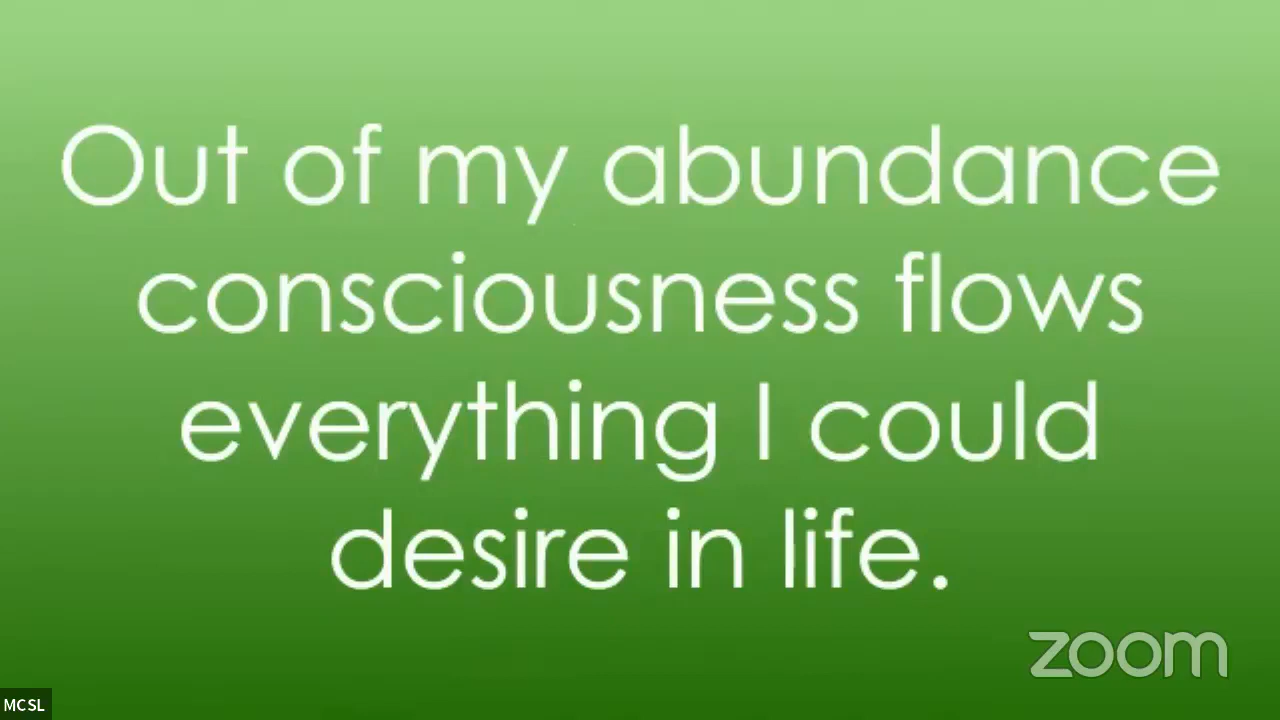 Out of my abundance
consciousness flows
everything I could
desire in life.
zoom
MCSL